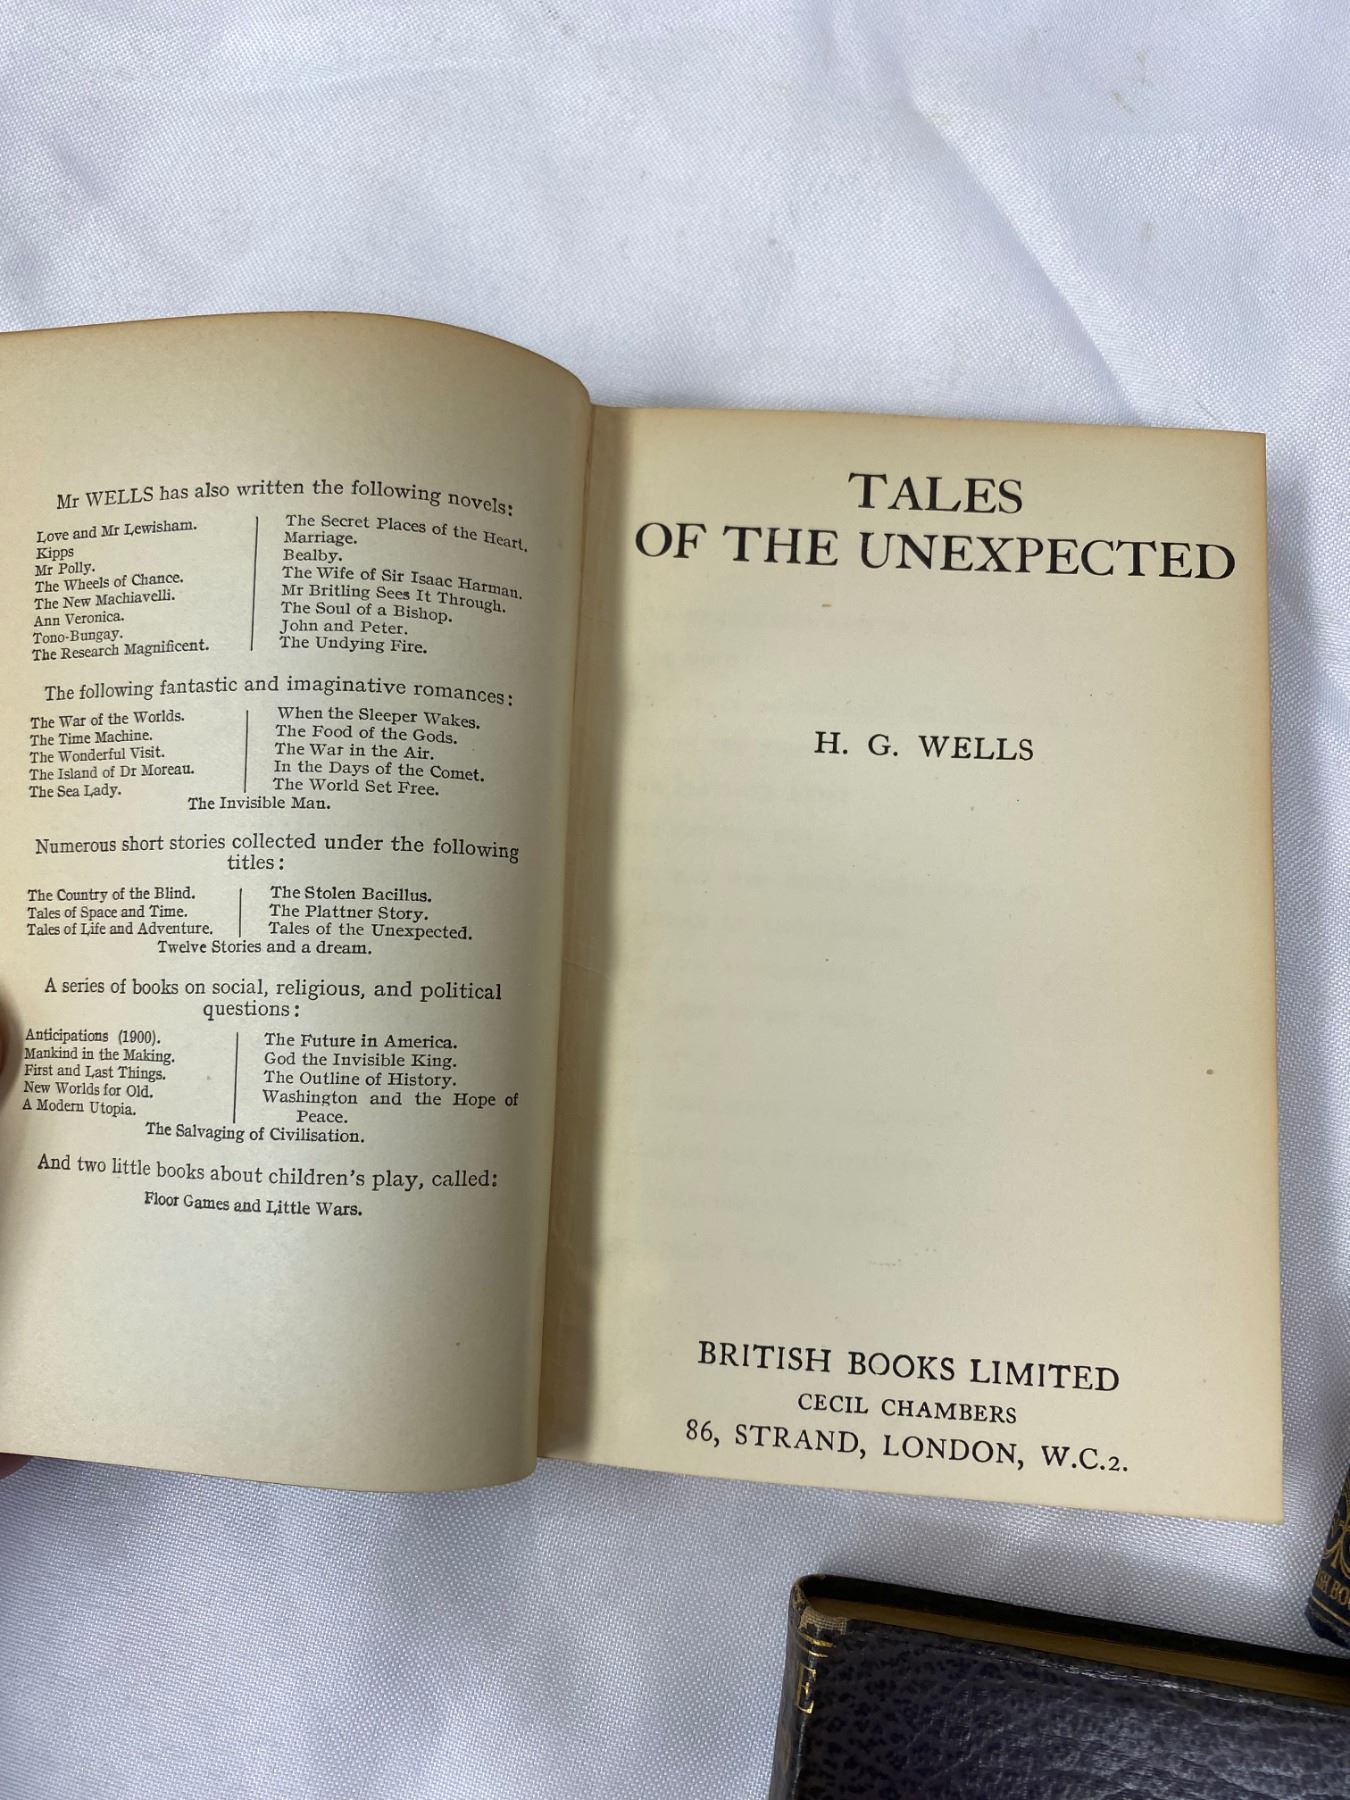 Mr WELLS has also written the following novels:
Love and Mr Lewisham.
Kipps
Mr Polly.
The Wheels of Chance.
The New Machiavelli.
Ann Veronica.
Tono-Bungay.
The Research Magnificent.
The Secret Places of the Heart.
Marriage.
Bealby.
The Wife of Sir Isaac Harman.
Mr Britling Sees It Through.
The Soul of a Bishop.
John and Peter.
The Undying Fire.
The following fantastic and imaginative romances:
The War of the Worlds.
The Time Machine.
The Wonderful Visit.
The Island of Dr Moreau.
The Sea Lady.
When the Sleeper Wakes.
The Food of the Gods.
The War in the Air.
In the Days of the Comet.
The World Set Free.
The Invisible Man.
Numerous short stories collected under the following
titles:
The Country of the Blind.
Tales of Space and Time.
Tales of Life and Adventure.
The Stolen Bacillus.
The Plattner Story.
Tales of the Unexpected.
Twelve Stories and a dream.
A series of books on social, religious, and political
questions:
Anticipations (1900).
Mankind in the Making.
First and Last Things.
New Worlds for Old.
A Modern Utopia.
The Future in America.
God the Invisible King.
The Outline of History.
Washington and the Hope of
Peace.
The Salvaging of Civilisation.
And two little books about children's play, called:
Floor Games and Little Wars.
TALES
OF THE UNEXPECTED
H. G. WELLS
BRITISH BOOKS LIMITED
CECIL CHAMBERS
86, STRAND, LONDON, W.C.2.
E